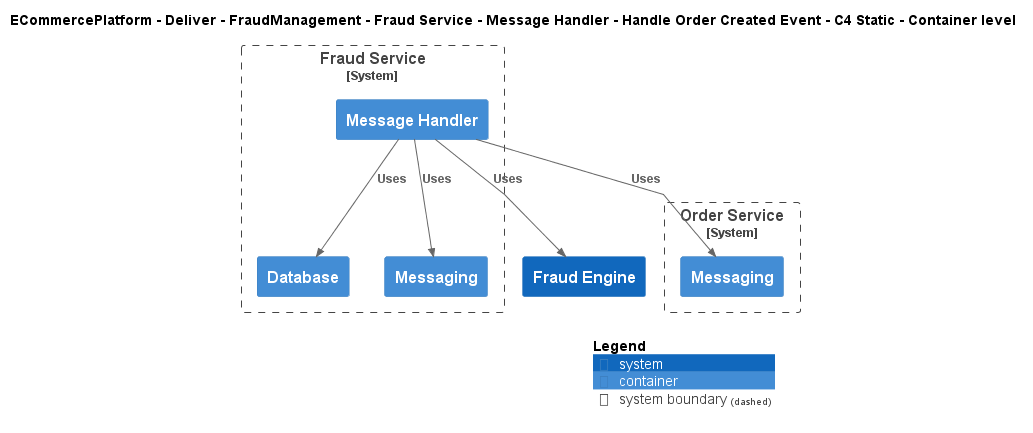 ECommercePlatform - Deliver - FraudManagement - Fraud Service - Message Handler - Handle Order Created Event - C4 Static - Container level
Fraud Service
[System]
Message Handler
Uses
Uses
Uses
Uses
Order Service
[System]
Database
Messaging
Fraud Engine
Messaging
Legend
system
container
system boundary (dashed)